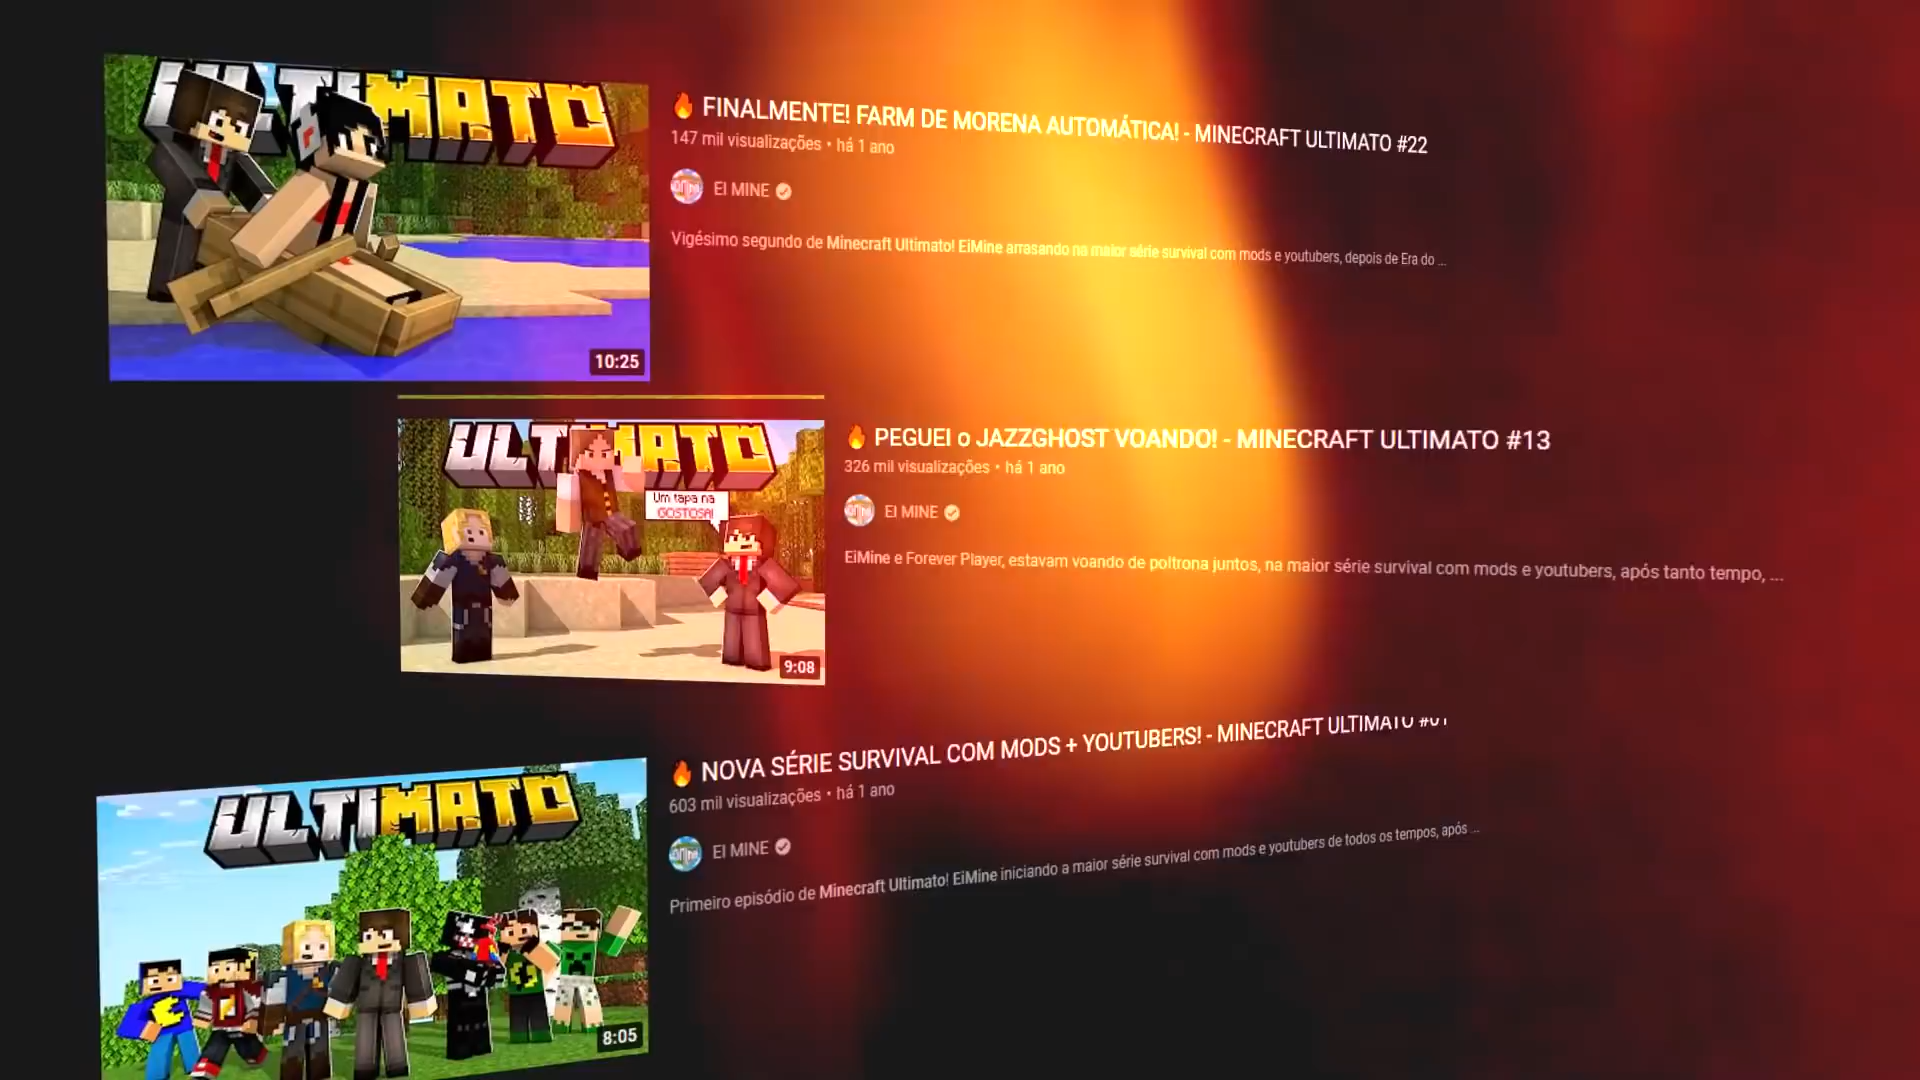 ULTIMATO
🔥 FINALMENTE! FARM DE MORENA AUTOMÁTICA! - MINECRAFT ULTIMATO #22
147 mil visualizações • há 1 ano
EI MINE
Vigésimo segundo de Minecraft Ultimato! EiMine arrasando na maior série survival com mods e youtubers, depois de Era do ...
10:25
ULTIMATO
Um tapa na
GOSTOSA!
🔥 PEGUEI o JAZZGHOST VOANDO! - MINECRAFT ULTIMATO #13
326 mil visualizações • há 1 ano
EI MINE
EiMine e Forever Player, estavam voando de poltrona juntos, na maior série survival com mods e youtubers, após tanto tempo, ...
9:08
ULTIMATO
🔥 NOVA SÉRIE SURVIVAL COM MODS + YOUTUBERS! - MINECRAFT ULTIMATO #01
603 mil visualizações • há 1 ano
EI MINE
Primeiro episódio de Minecraft Ultimato! EiMine iniciando a maior série survival com mods e youtubers de todos os tempos, após ...
8:05